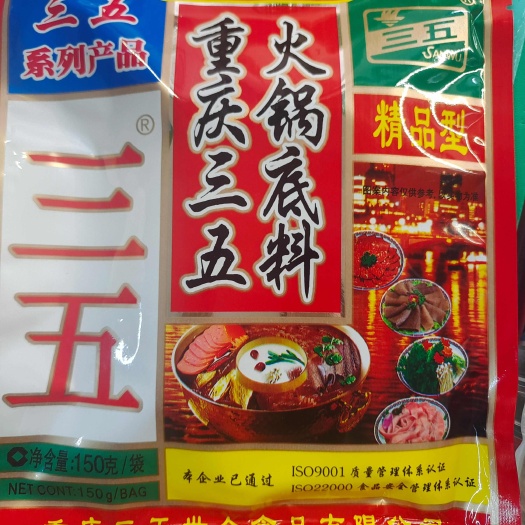 三五
系列产品
重庆三五
火锅底料
三五
SANWU
精品型
三五
®
净含量:150克/袋
NET CONT:150g/BAG
本企业已通过
ISO9001 质量管理体系认证
ISO22000 食品安全管理体系认证